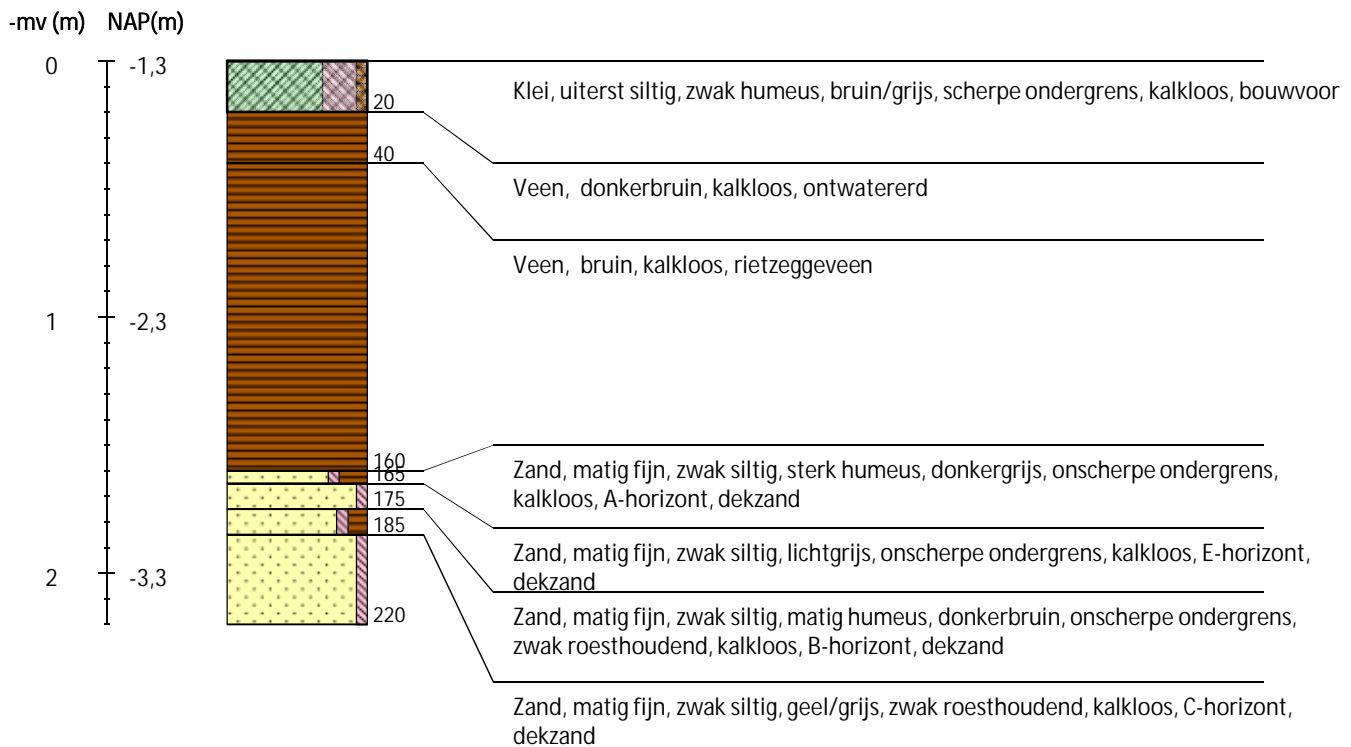 -mv (m) NAP(m)
0 -1,3
Klei, uiterst siltig, zwak humeus, bruin/grijs, scherpe ondergrens, kalkloos, bouwvoor
20
40
Veen, donkerbruin, kalkloos, ontwatererd
Veen, bruin, kalkloos, rietzeggeveen
1 -2,3
160
165
Zand, matig fijn, zwak siltig, sterk humeus, donkergrijs, onscherpe ondergrens,
kalkloos, A-horizont, dekzand
175
185
Zand, matig fijn, zwak siltig, lichtgrijs, onscherpe ondergrens, kalkloos, E-horizont,
dekzand
2 -3,3
220
Zand, matig fijn, zwak siltig, matig humeus, donkerbruin, onscherpe ondergrens,
zwak roesthoudend, kalkloos, B-horizont, dekzand
Zand, matig fijn, zwak siltig, geel/grijs, zwak roesthoudend, kalkloos, C-horizont,
dekzand